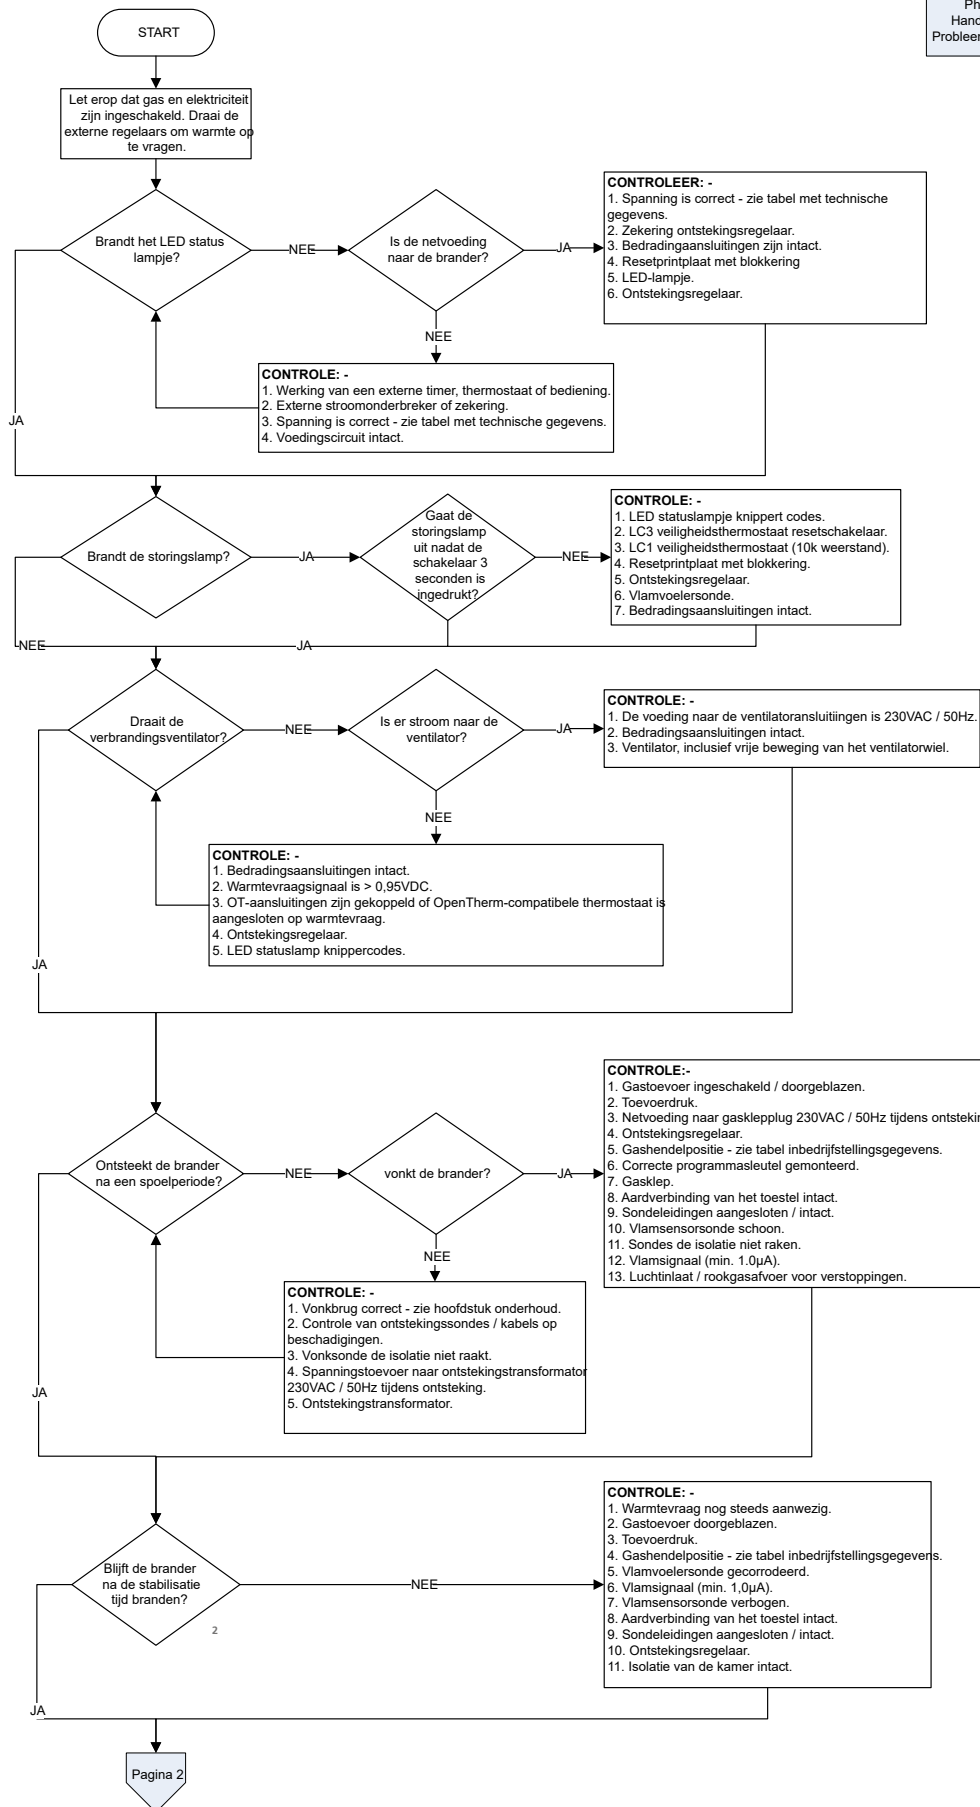 START
Ph
Hand
Probleem
Let erop dat gas en elektriciteit
zijn ingeschakeld. Draai de
externe regelaars om warmte op
te vragen.
Brandt het LED status
lampje?
NEE
Is de netvoeding
naar de brander?
JA
CONTROLEER: -
1. Spanning is correct - zie tabel met technische
gegevens.
2. Zekering ontstekingsregelaar.
3. Bedradingaansluitingen zijn intact.
4. Resetprintplaat met blokkering
5. LED-lampje.
6. Ontstekingsregelaar.
NEE
CONTROLE: -
1. Werking van een externe timer, thermostaat of bediening.
2. Externe stroomonderbreker of zekering.
3. Spanning is correct - zie tabel met technische gegevens.
4. Voedingscircuit intact.
JA
Brandt de storingslamp?
JA
Gaat de
storingslamp
uit nadat de
schakelaar 3
seconden is
ingedrukt?
NEE
CONTROLE: -
1. LED statuslampje knippert codes.
2. LC3 veiligheidsthermostaat resetschakelaar.
3. LC1 veiligheidsthermostaat (10k weerstand).
4. Resetprintplaat met blokkering.
5. Ontstekingsregelaar.
6. Vlamvoelersonde.
7. Bedradingsaansluitingen intact.
NEE
JA
Draait de
verbrandingsventilator?
NEE
Is er stroom naar de
ventilator?
JA
CONTROLE: -
1. De voeding naar de ventilatoransluitiingen is 230VAC / 50Hz.
2. Bedradingsaansluitingen intact.
3. Ventilator, inclusief vrije beweging van het ventilatorwiel.
NEE
CONTROLE: -
1. Bedradingsaansluitingen intact.
2. Warmtevraagsignaal is > 0,95VDC.
3. OT-aansluitingen zijn gekoppeld of OpenTherm-compatibele thermostaat is
aangesloten op warmtevraag.
4. Ontstekingsregelaar.
5. LED statuslamp knippercodes.
JA
Ontsteekt de brander
na een spoelperiode?
NEE
vonkt de brander?
JA
CONTROLE:-
1. Gastoevoer ingeschakeld / doorgeblazen.
2. Toevoerdruk.
3. Netvoeding naar gasklepplug 230VAC / 50Hz tijdens ontstekin
4. Ontstekingsregelaar.
5. Gashendelpositie - zie tabel inbedrijfstellingsgegevens.
6. Correcte programmasleutel gemonteerd.
7. Gasklep.
8. Aardverbinding van het toestel intact.
9. Sondeleidingen aangesloten / intact.
10. Vlamsensorsonde schoon.
11. Sondes de isolatie niet raken.
12. Vlamsignaal (min. 1.0µA).
13. Luchtinlaat / rookgasafvoer voor verstoppingen.
NEE
CONTROLE: -
1. Vonkbrug correct - zie hoofdstuk onderhoud.
2. Controle van ontstekingssondes / kabels op
beschadigingen.
3. Vonksonde de isolatie niet raakt.
4. Spanningstoevoer naar ontstekingstransformator
230VAC / 50Hz tijdens ontsteking.
5. Ontstekingstransformator.
JA
Blijft de brander
na de stabilisatie
tijd branden?
2
NEE
CONTROLE: -
1. Warmtevraag nog steeds aanwezig.
2. Gastoevoer doorgeblazen.
3. Toevoerdruk.
4. Gashendelpositie - zie tabel inbedrijfstellingsgegevens.
5. Vlamvoelersonde gecorrodeerd.
6. Vlamsignaal (min. 1,0µA).
7. Vlamsensorsonde verbogen.
8. Aardverbinding van het toestel intact.
9. Sondeleidingen aangesloten / intact.
10. Ontstekingsregelaar.
11. Isolatie van de kamer intact.
JA
Pagina 2